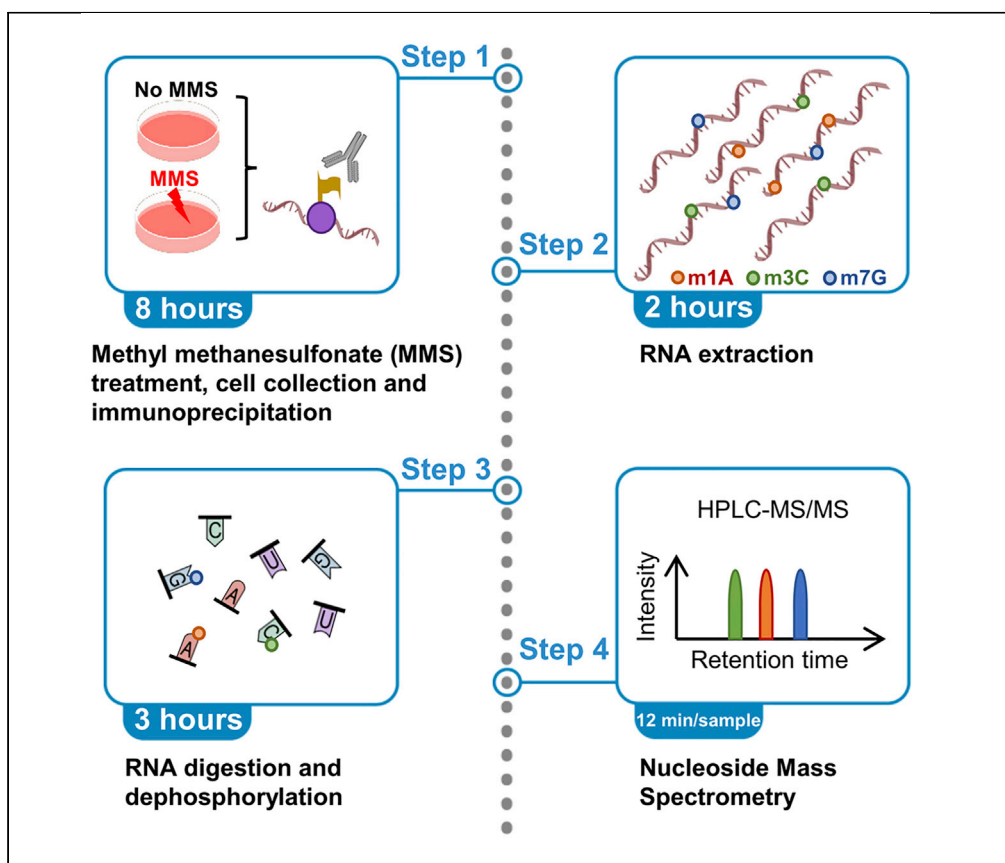 Step 1
No MMS
MMS
8 hours
Methyl methanesulfonate (MMS)
treatment, cell collection and
immunoprecipitation
Step 2
m1A m3C m7G
2 hours
RNA extraction
Step 3
C
U
G
G
A
U
C
A
3 hours
RNA digestion and
dephosphorylation
Step 4
HPLC-MS/MS
Intensity
Retention time
12 min/sample
Nucleoside Mass
Spectrometry